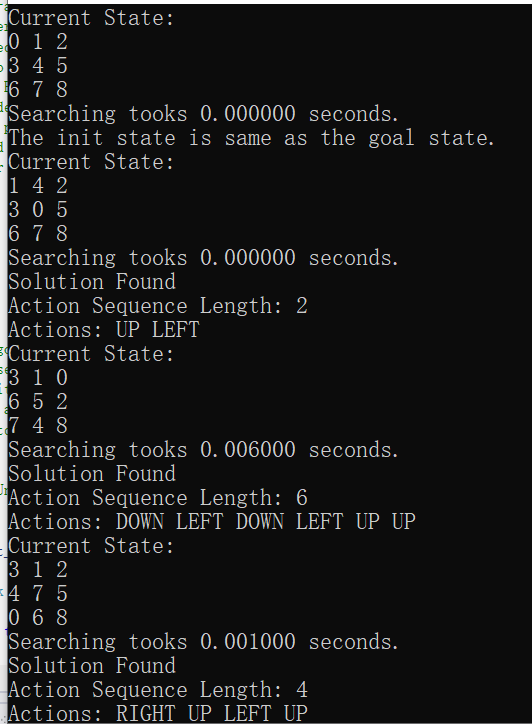 Current State:
0 1 2
3 4 5
6 7 8
Searching tooks 0.000000 seconds.
The init state is same as the goal state.
Current State:
1 4 2
3 0 5
6 7 8
Searching tooks 0.000000 seconds.
Solution Found
Action Sequence Length: 2
Actions: UP LEFT
Current State:
3 1 0
6 5 2
7 4 8
Searching tooks 0.006000 seconds.
Solution Found
Action Sequence Length: 6
Actions: DOWN LEFT DOWN LEFT UP UP
Current State:
3 1 2
4 7 5
0 6 8
Searching tooks 0.001000 seconds.
Solution Found
Action Sequence Length: 4
Actions: RIGHT UP LEFT UP